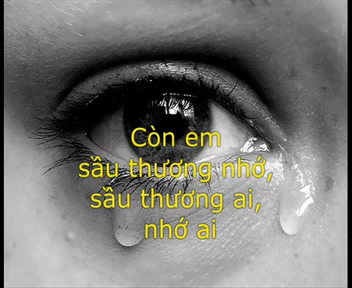 Còn em
sầu thương nhớ,
sầu thương ai,
nhớ ai